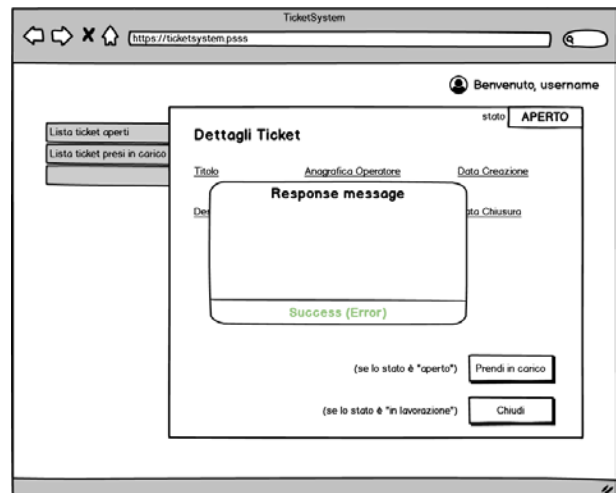 TicketSystem
https://ticketsystem.psss
Benvenuto, username
Lista ticket aperti
Lista ticket presi in carico
stato APERTO
Dettagli Ticket
Titolo Anagrafica Operatore Data Creazione
Response message
Success (Error)
(se lo stato è "aperto") Prendi in carico
(se lo stato è "in lavorazione") Chiudi